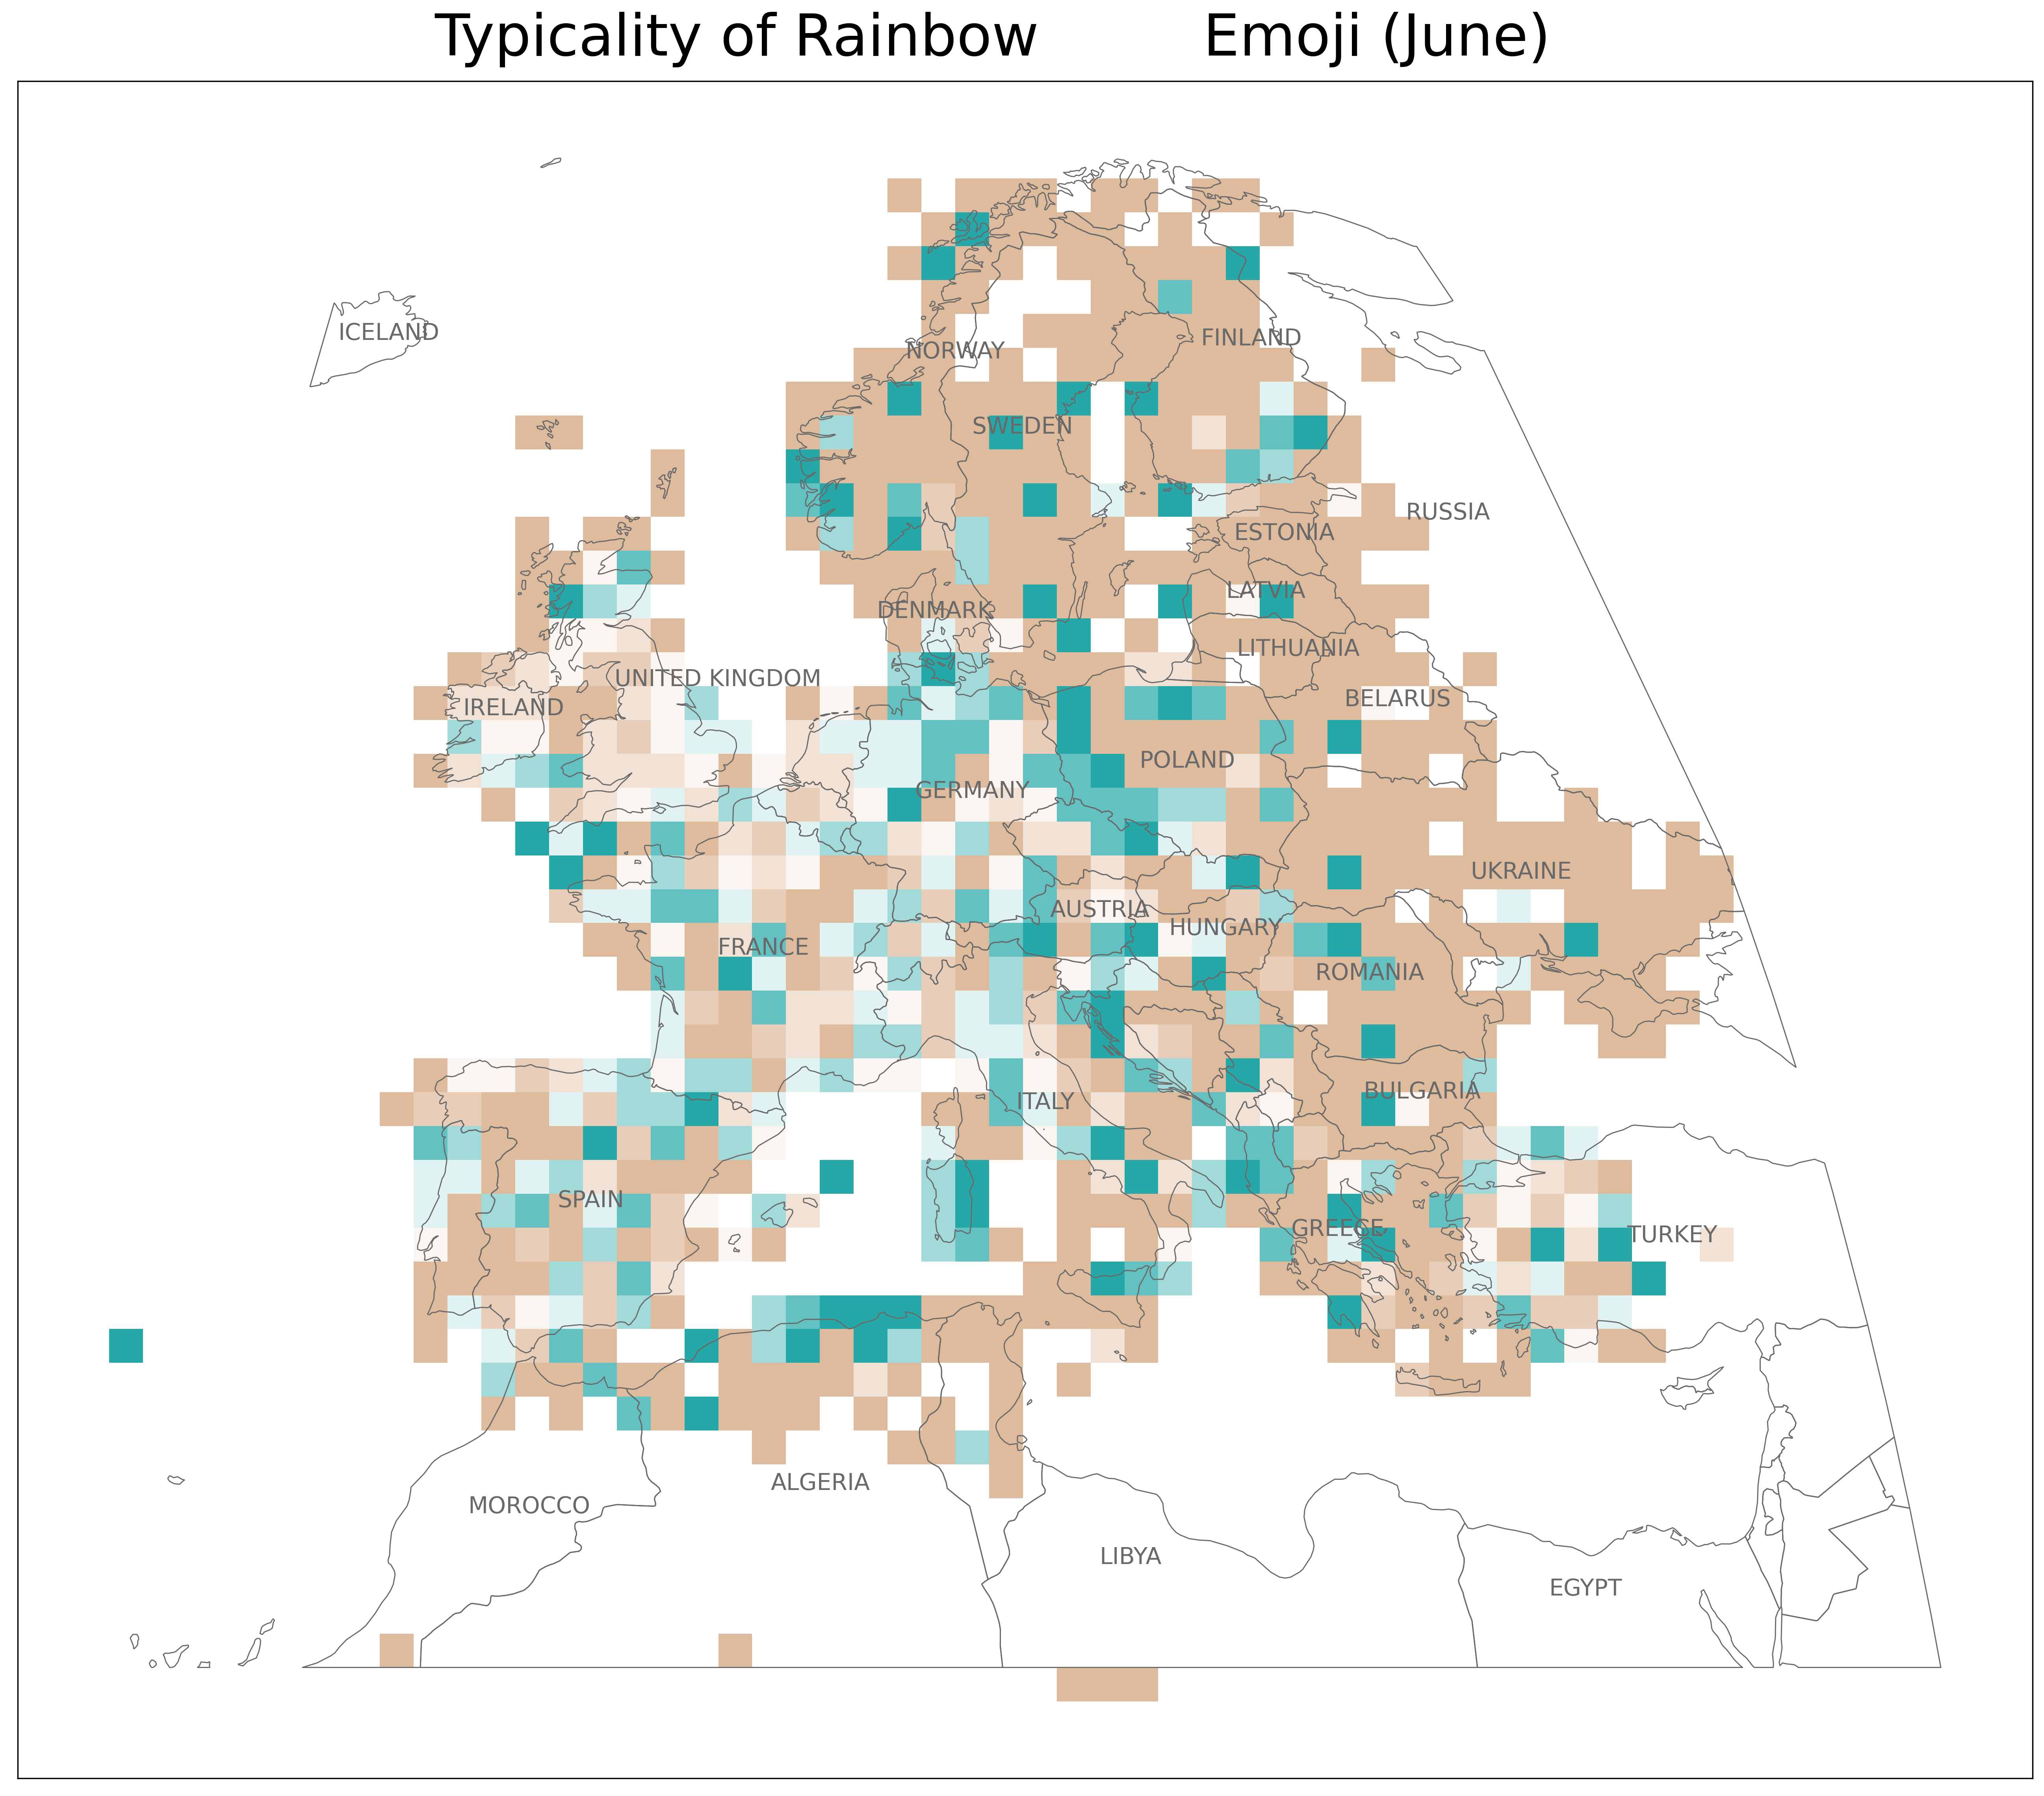 Typicality of Rainbow Emoji (June)
ICELAND
FINLAND
NORWAY
SWEDEN
RUSSIA
ESTONIA
LATVIA
DENMARK
LITHUANIA
UNITED KINGDOM
BELARUS
IRELAND
POLAND
GERMANY
UKRAINE
AUSTRIA
HUNGARY
FRANCE
ROMANIA
BULGARIA
ITALY
SPAIN
GREECE
TURKEY
ALGERIA
MOROCCO
LIBYA
EGYPT